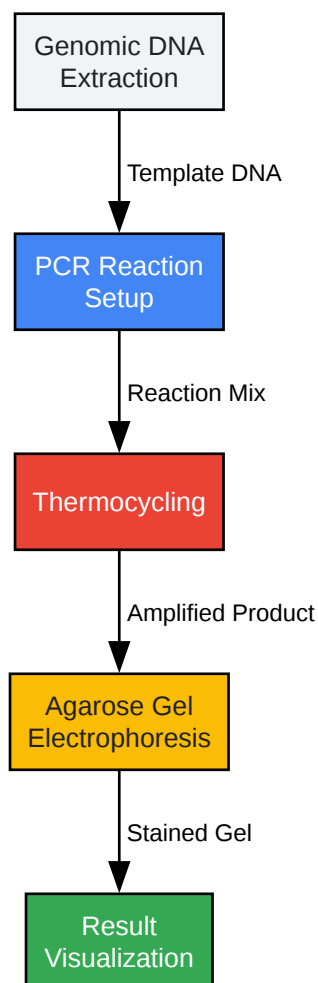 Genomic DNA
Extraction
Template DNA
PCR Reaction
Setup
Reaction Mix
Thermocycling
Amplified Product
Agarose Gel
Electrophoresis
Stained Gel
Result
Visualization